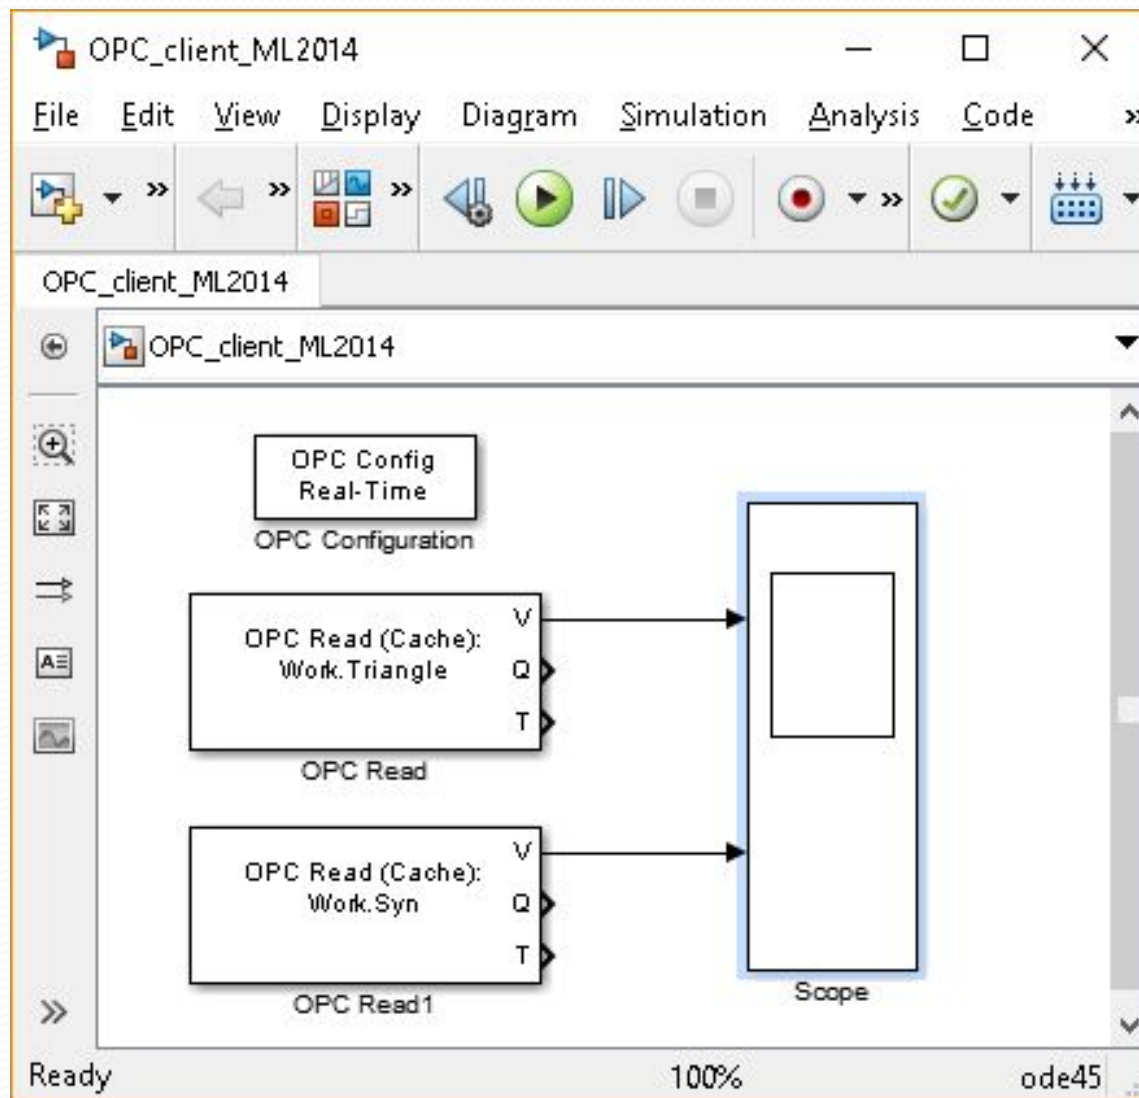 OPC_client_ML2014
File Edit View Display Diagram Simulation Analysis Code »
» » » »
OPC_client_ML2014
OPC_client_ML2014
OPC Config
Real-Time
OPC Configuration
V
OPC Read (Cache):
Work.Triangle
Q
T
OPC Read
V
OPC Read (Cache):
Work.Syn
Q
T
OPC Read1
Scope
A
»
Ready 100% ode45